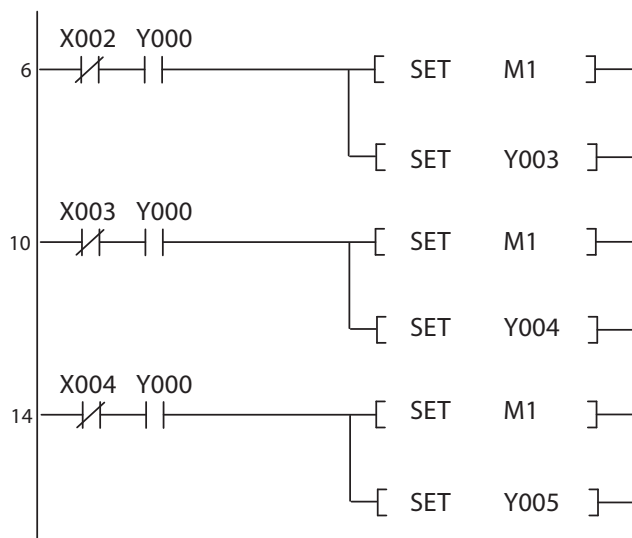 X002 Y000
6 SET M1
SET Y003
X003 Y000
10 SET M1
SET Y004
X004 Y000
14 SET M1
SET Y005